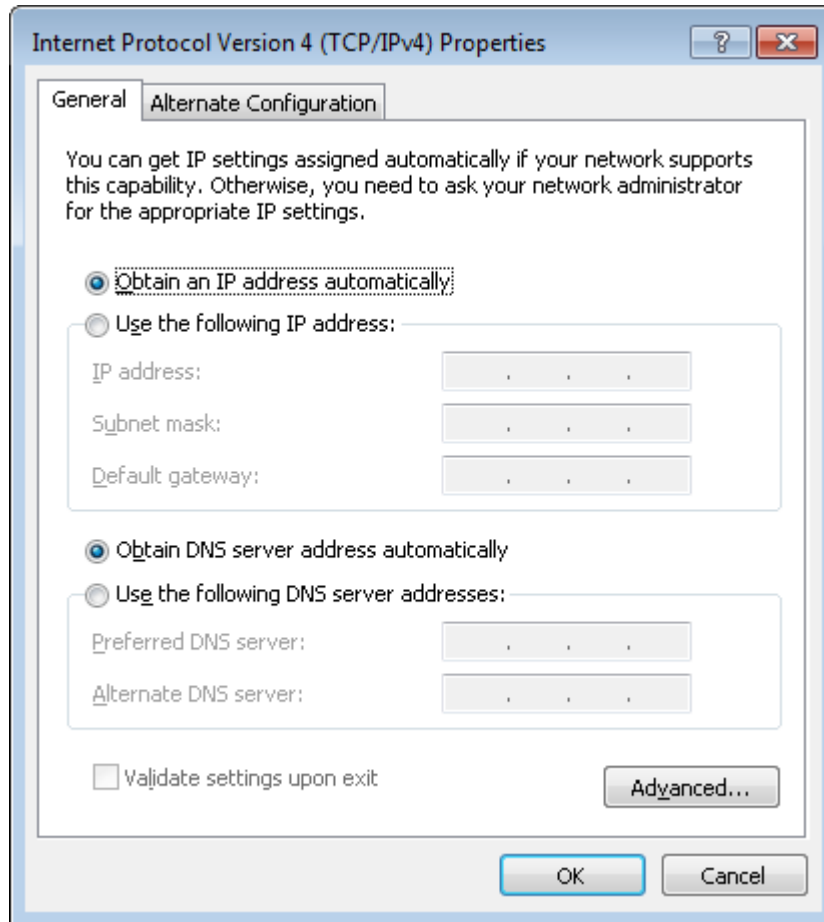 Internet Protocol Version 4 (TCP/IPv4) Properties
?
General
Alternate Configuration
You can get IP settings assigned automatically if your network supports
this capability. Otherwise, you need to ask your network administrator
for the appropriate IP settings.
Obtain an IP address automatically
Use the following IP address:
IP address:
Subnet mask:
Default gateway:
Obtain DNS server address automatically
Use the following DNS server addresses:
Preferred DNS server:
Alternate DNS server:
Validate settings upon exit
Advanced...
OK
Cancel